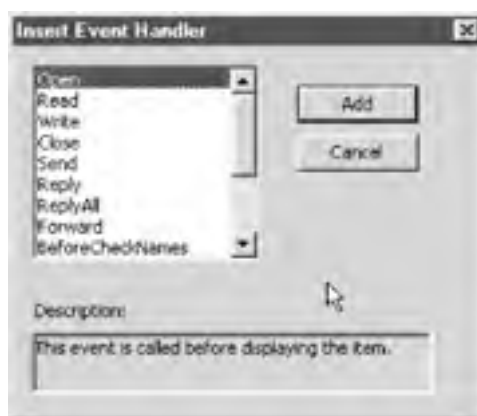 Insert Event Handler
Open
Read
Write
Close
Send
Reply
ReplyAll
Forward
BeforeCheckNames
Add
Cancel
Description:
This event is called before displaying the item.